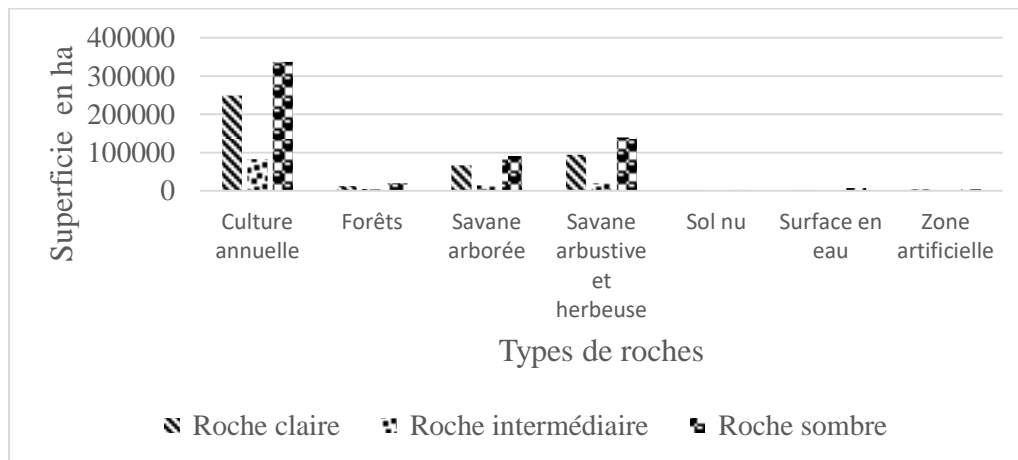 Superficie en ha
400000
300000
200000
100000
0
Culture annuelle
Forêts
Savane arborée
Savane arbustive et herbeuse
Sol nu
Surface en eau
Zone artificielle
Types de roches
Roche claire Roche intermédiaire Roche sombre